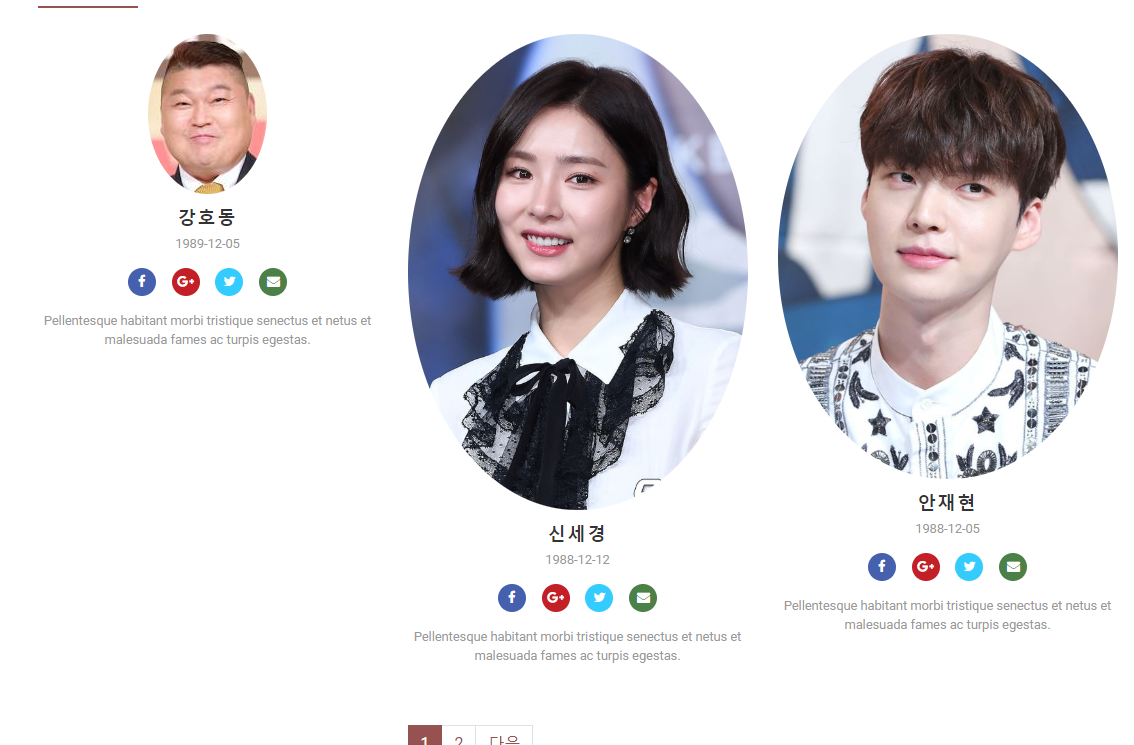 강호동
1989-12-05
Pellentesque habitant morbi tristique senectus et netus et
malesuada fames ac turpis egestas.
신세경
1988-12-12
Pellentesque habitant morbi tristique senectus et netus et
malesuada fames ac turpis egestas.
안재현
1988-12-05
Pellentesque habitant morbi tristique senectus et netus et
malesuada fames ac turpis egestas.
1 2 다음